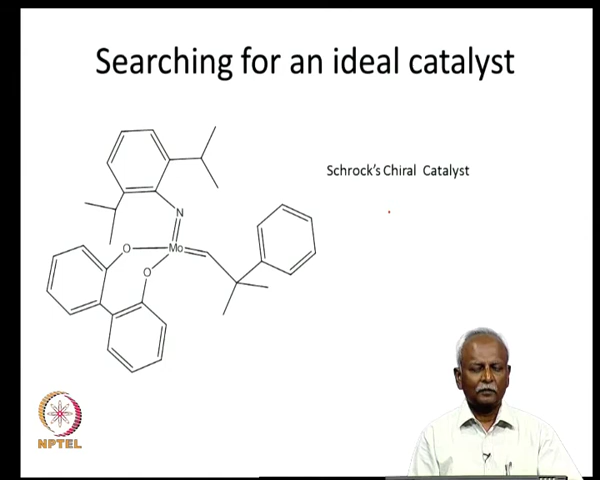 Searching for an ideal catalyst
Schrock's Chiral Catalyst
N
O
Mo
O
NPTEL